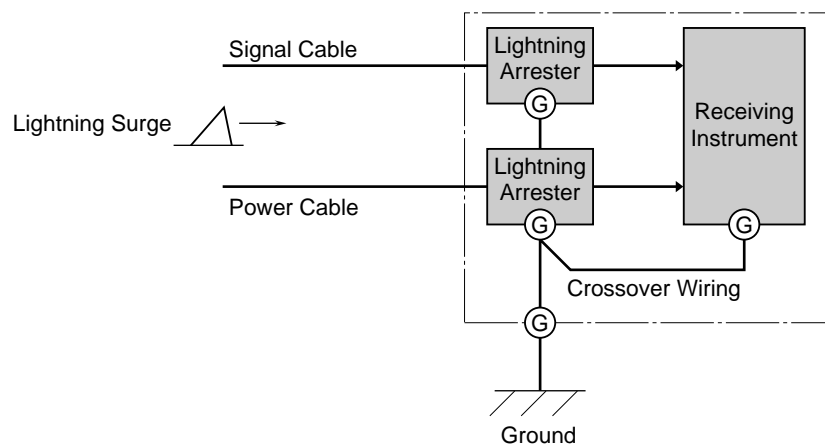 Signal Cable
Lightning
Arrester
G
Lightning Surge
Receiving
Instrument
Lightning
Arrester
Power Cable
G
G
Crossover Wiring
G
Ground